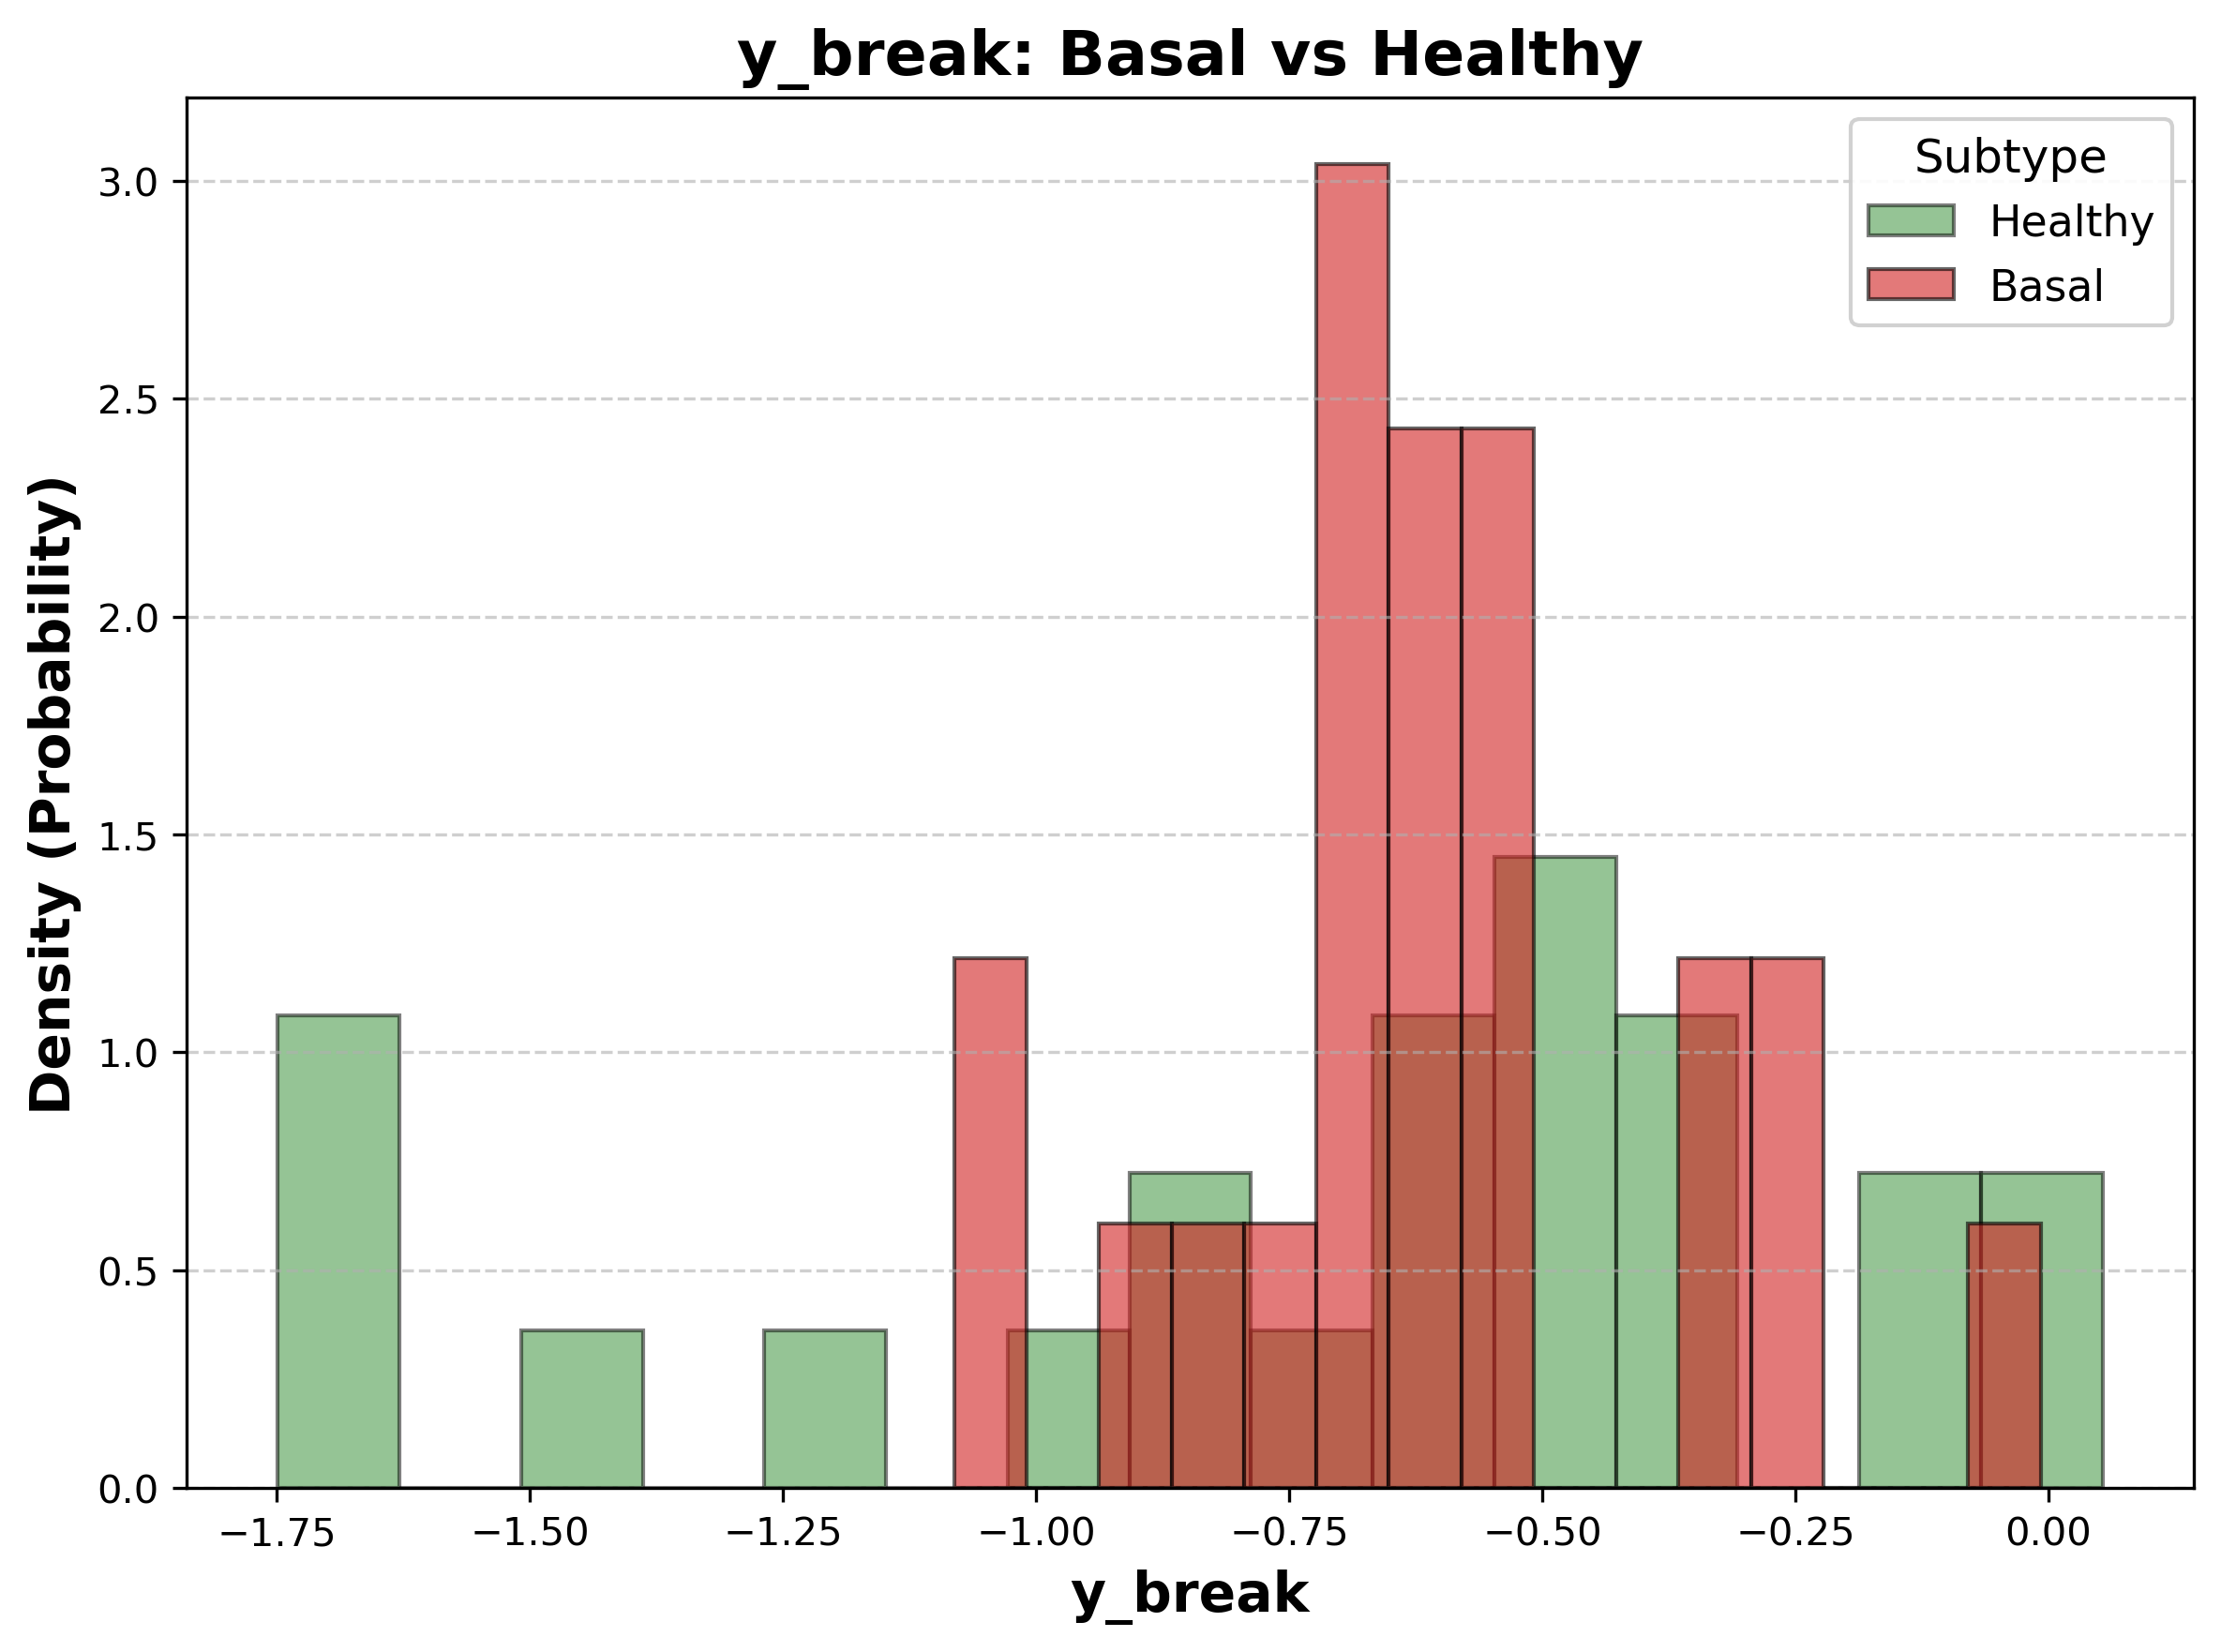 y_break: Basal vs Healthy
Subtype
Healthy
Basal
Density (Probability)
3.0
2.5
2.0
1.5
1.0
0.5
0.0
−1.75 −1.50 −1.25 −1.00 −0.75 −0.50 −0.25 0.00
y_break